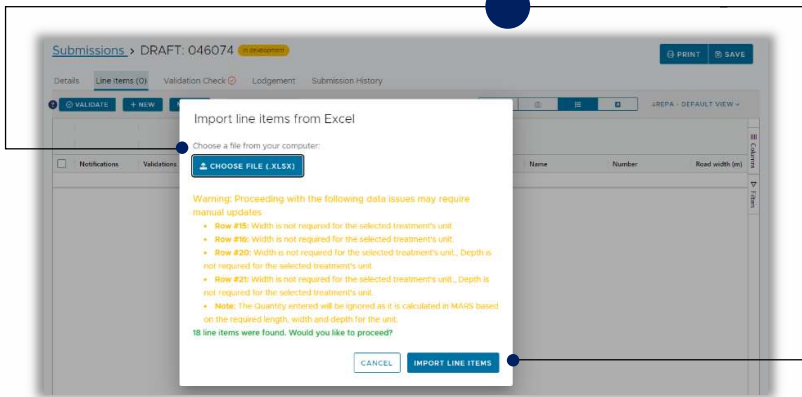 Submissions > DRAFT: 046074 In development
PRINT SAVE
Details Line Items (0) Validation Check Lodgement Submission History
VALIDATE + NEW
- DEFAULT VIEW
Import line items from Excel
Choose a file from your computer:
CHOOSE FILE (.XLSX)
Notifications Validations Name Number Road width (m)
Columns
Filters
Warning: Proceeding with the following data issues may require
manual updates
• Row #15: Width is not required for the selected treatment's unit
• Row #16: Width is not required for the selected treatment's unit
• Row #20: Width is not required for the selected treatment's unit., Depth is
not required for the selected treatment's unit
• Row #21: Width is not required for the selected treatment's unit., Depth is
not required for the selected treatment's unit.
• Note: The Quantity entered will be ignored as it is calculated in MARS based
on the required length, width and depth for the unit.
18 line items were found. Would you like to proceed?
CANCEL IMPORT LINE ITEMS